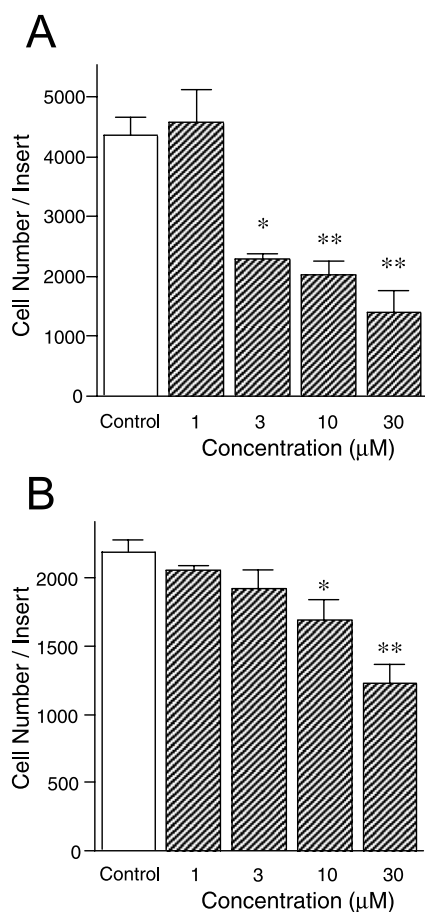 A
Cell Number / Insert
5000
4000
3000
2000
1000
0
*
**
**
Control 1 3 10 30
Concentration (μM)
B
Cell Number / Insert
2000
1500
1000
500
0
*
**
Control 1 3 10 30
Concentration (μM)